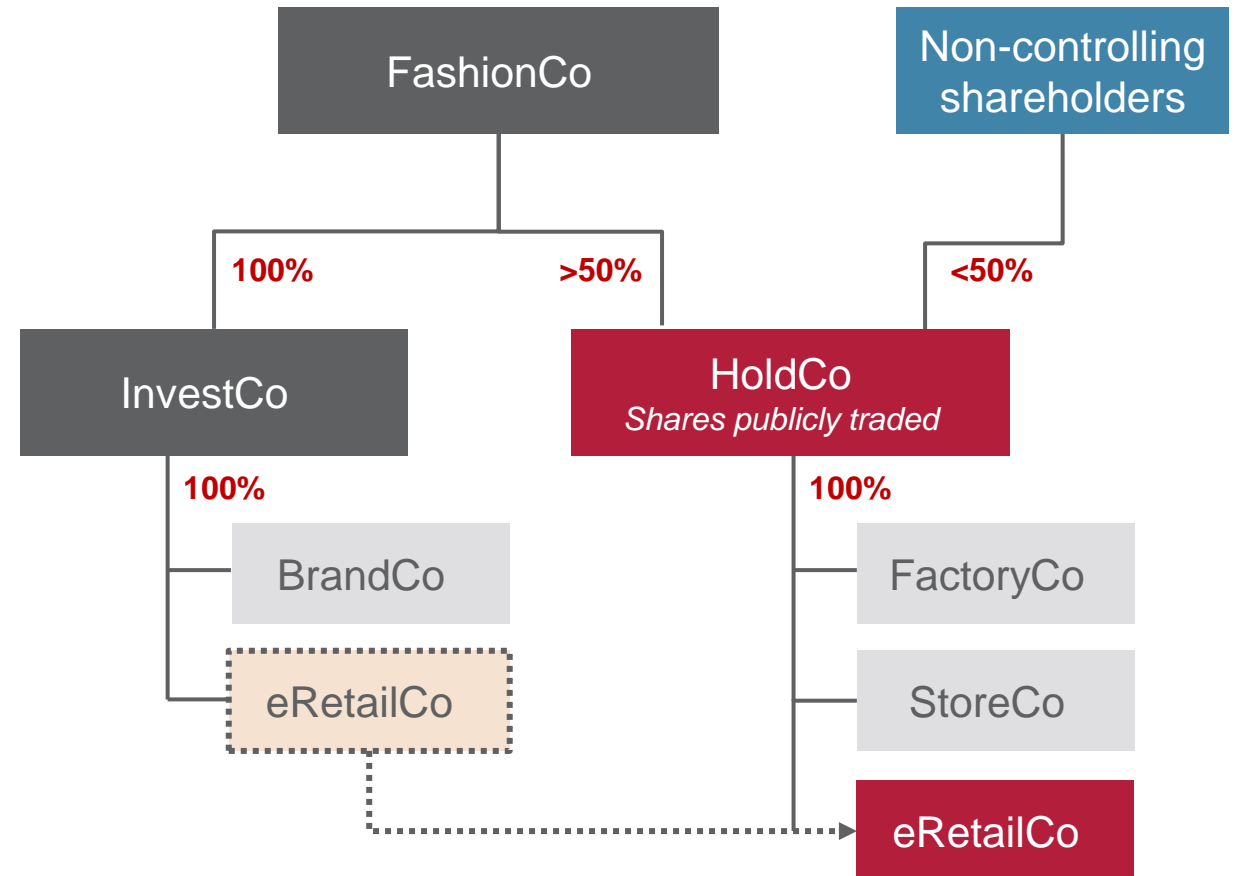 FashionCo
Non-controlling
shareholders
100%
>50%
<50%
InvestCo
HoldCo
Shares publicly traded
100%
100%
BrandCo
FactoryCo
eRetailCo
StoreCo
eRetailCo